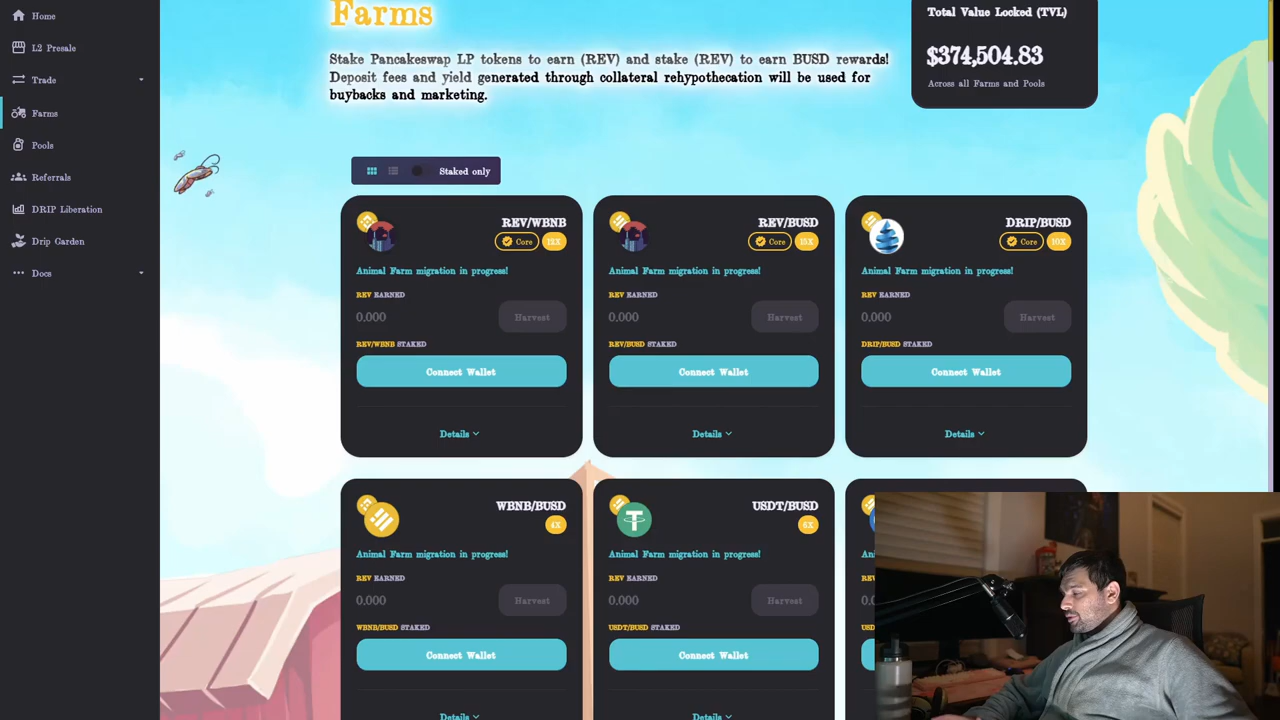 Home
L2 Presale
Trade
Farms
Pools
Referrals
DRIP Liberation
Drip Garden
Docs
Farms
Stake Pancakeswap LP tokens to earn (REV) and stake (REV) to earn BUSD rewards!
Deposit fees and yield generated through collateral rehypothecation will be used for
buybacks and marketing.
Total Value Locked (TVL)
$374,504.83
Across all Farms and Pools
Staked only
REV/WBNB
Core 12X
Animal Farm migration in progress!
REV EARNED
0.000 Harvest
REV/WBNB STAKED
Connect Wallet
Details
REV/BUSD
Core 15X
Animal Farm migration in progress!
REV EARNED
0.000 Harvest
REV/BUSD STAKED
Connect Wallet
Details
DRIP/BUSD
Core 10X
Animal Farm migration in progress!
REV EARNED
0.000 Harvest
DRIP/BUSD STAKED
Connect Wallet
Details
WBNB/BUSD
4X
Animal Farm migration in progress!
REV EARNED
0.000 Harvest
WBNB/BUSD STAKED
Connect Wallet
Details
USDT/BUSD
6X
Animal Farm migration in progress!
REV EARNED
0.000 Harvest
USDT/BUSD STAKED
Connect Wallet
Details